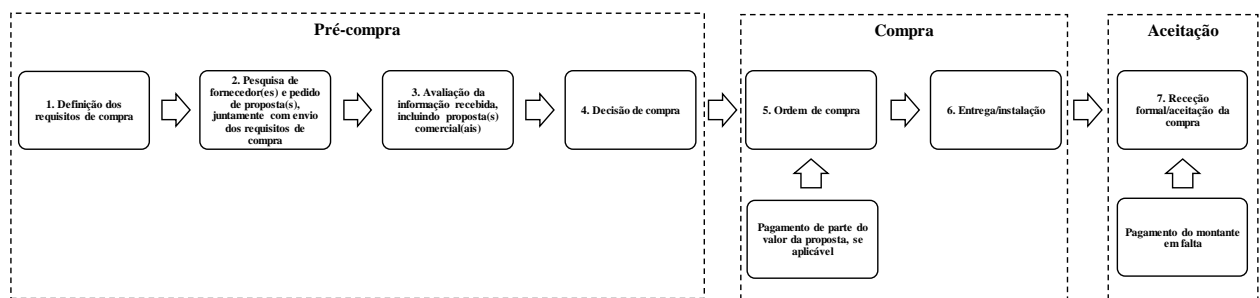 Pré-compra
1. Definição dos
requisitos de compra
2. Pesquisa de
fornecedor(es) e pedido
de proposta(s),
juntamente com envio
dos requisitos de
compra
3. Avaliação da
informação recebida,
incluindo proposta(s)
comercial(ais)
4. Decisão de compra
Compra
5. Ordem de compra
6. Entrega/instalação
Pagamento de parte do
valor da proposta, se
aplicável
Aceitação
7. Receção
formal/aceitação da
compra
Pagamento do montante
em falta